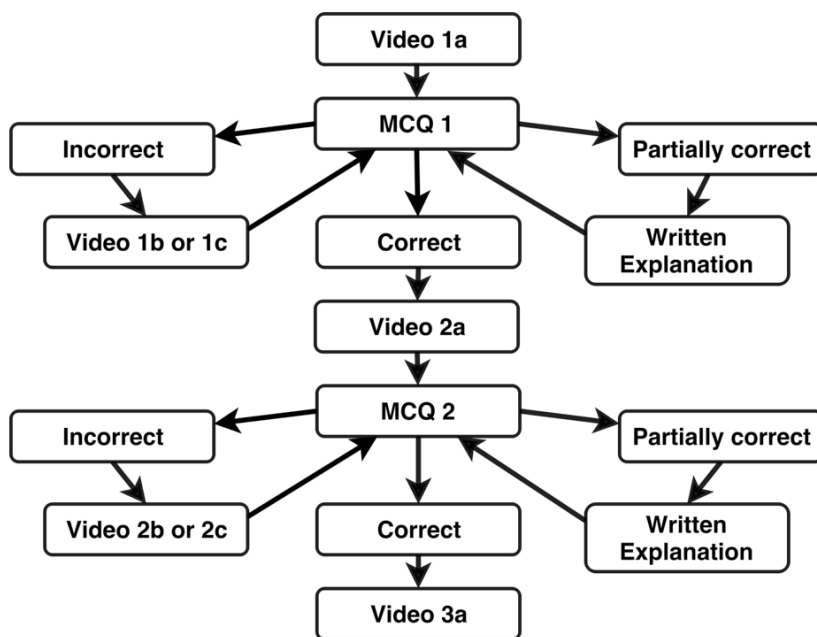 Video 1a
MCQ 1
Incorrect
Partially correct
Video 1b or 1c
Correct
Written
Explanation
Video 2a
MCQ 2
Incorrect
Partially correct
Video 2b or 2c
Correct
Written
Explanation
Video 3a